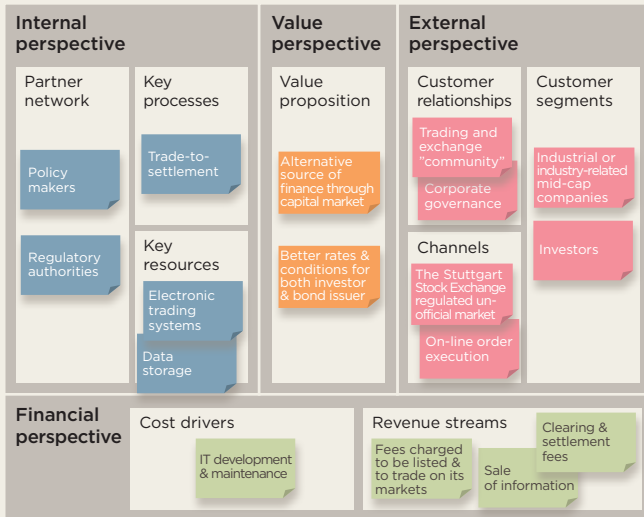 Internal
perspective
Partner
network
Policy
makers
Regulatory
authorities
Key
processes
Trade-to-
settlement
Key
resources
Electronic
trading
systems
Data
storage
Value
perspective
Value
proposition
Alternative
source of
finance through
capital market
Better rates &
conditions for
both investor
& bond issuer
External
perspective
Customer
relationships
Trading and
exchange
"community"
Corporate
governance
Channels
The Stuttgart
Stock Exchange
regulated un-
official market
On-line order
execution
Customer
segments
Industrial or
industry-related
mid-cap
companies
Investors
Financial
perspective
Cost drivers
IT development
& maintenance
Revenue streams
Fees charged
to be listed &
to trade on its
markets
Sale
of information
Clearing &
settlement
fees